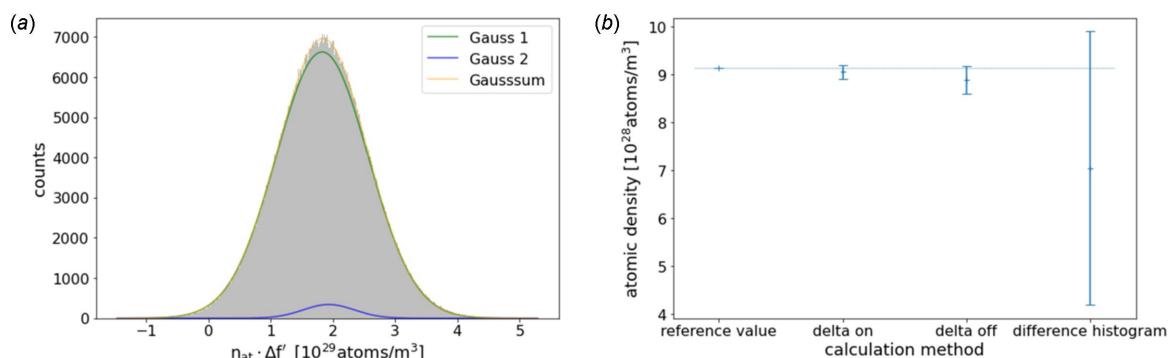 (a)
counts
7000
6000
5000
4000
3000
2000
1000
0
Gauss 1
Gauss 2
Gausssum
−1 0 1 2 3 4 5
n_at · Δf′ [10^29 atoms/m^3]
(b)
atomic density [10^28 atoms/m^3]
10
9
8
7
6
5
4
reference value delta on delta off difference histogram
calculation method